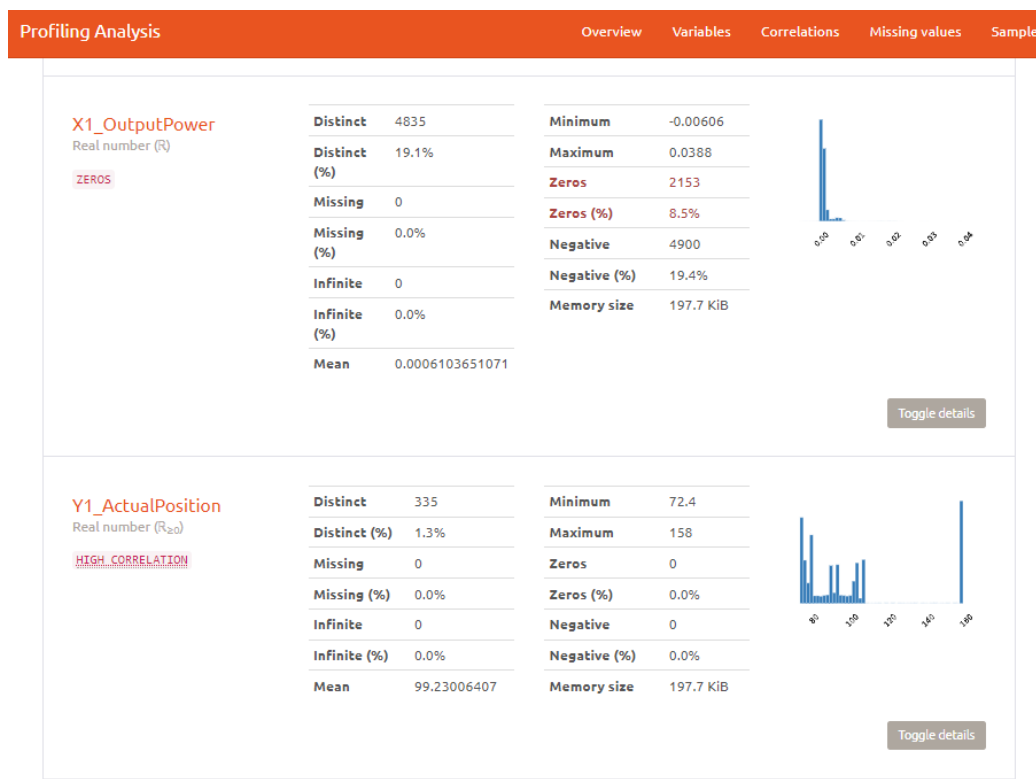 Profiling Analysis
Overview Variables Correlations Missing values Sample
X1_OutputPower
Real number (ℝ)
ZEROS
Distinct 4835
Distinct (%) 19.1%
Missing 0
Missing (%) 0.0%
Infinite 0
Infinite (%) 0.0%
Mean 0.0006103651071
Minimum -0.00606
Maximum 0.0388
Zeros 2153
Zeros (%) 8.5%
Negative 4900
Negative (%) 19.4%
Memory size 197.7 KiB
0.00 0.01 0.02 0.03 0.04
Toggle details
Y1_ActualPosition
Real number (ℝ≥0)
HIGH CORRELATION
Distinct 335
Distinct (%) 1.3%
Missing 0
Missing (%) 0.0%
Infinite 0
Infinite (%) 0.0%
Mean 99.23006407
Minimum 72.4
Maximum 158
Zeros 0
Zeros (%) 0.0%
Negative 0
Negative (%) 0.0%
Memory size 197.7 KiB
80 100 120 140 160
Toggle details